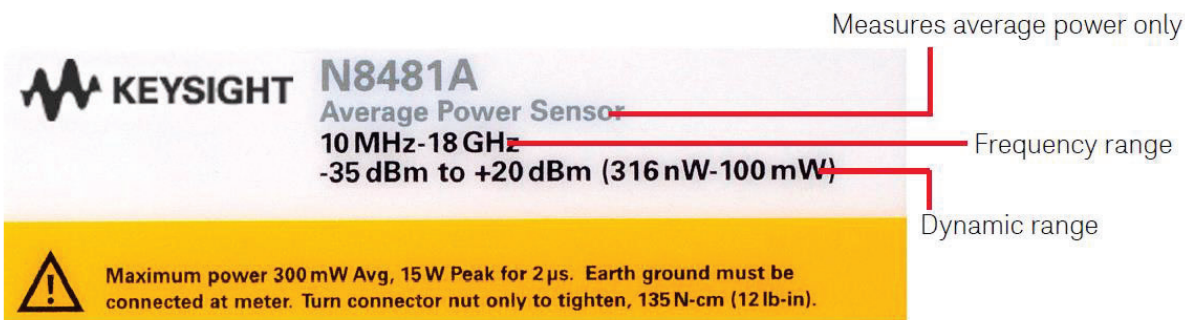 Measures average power only
KEYSIGHT
N8481A
Average Power Sensor
10 MHz-18 GHz
Frequency range
-35 dBm to +20 dBm (316 nW-100 mW)
Dynamic range
Maximum power 300 mW Avg, 15 W Peak for 2 µs. Earth ground must be
connected at meter. Turn connector nut only to tighten, 135 N-cm (12 lb-in).